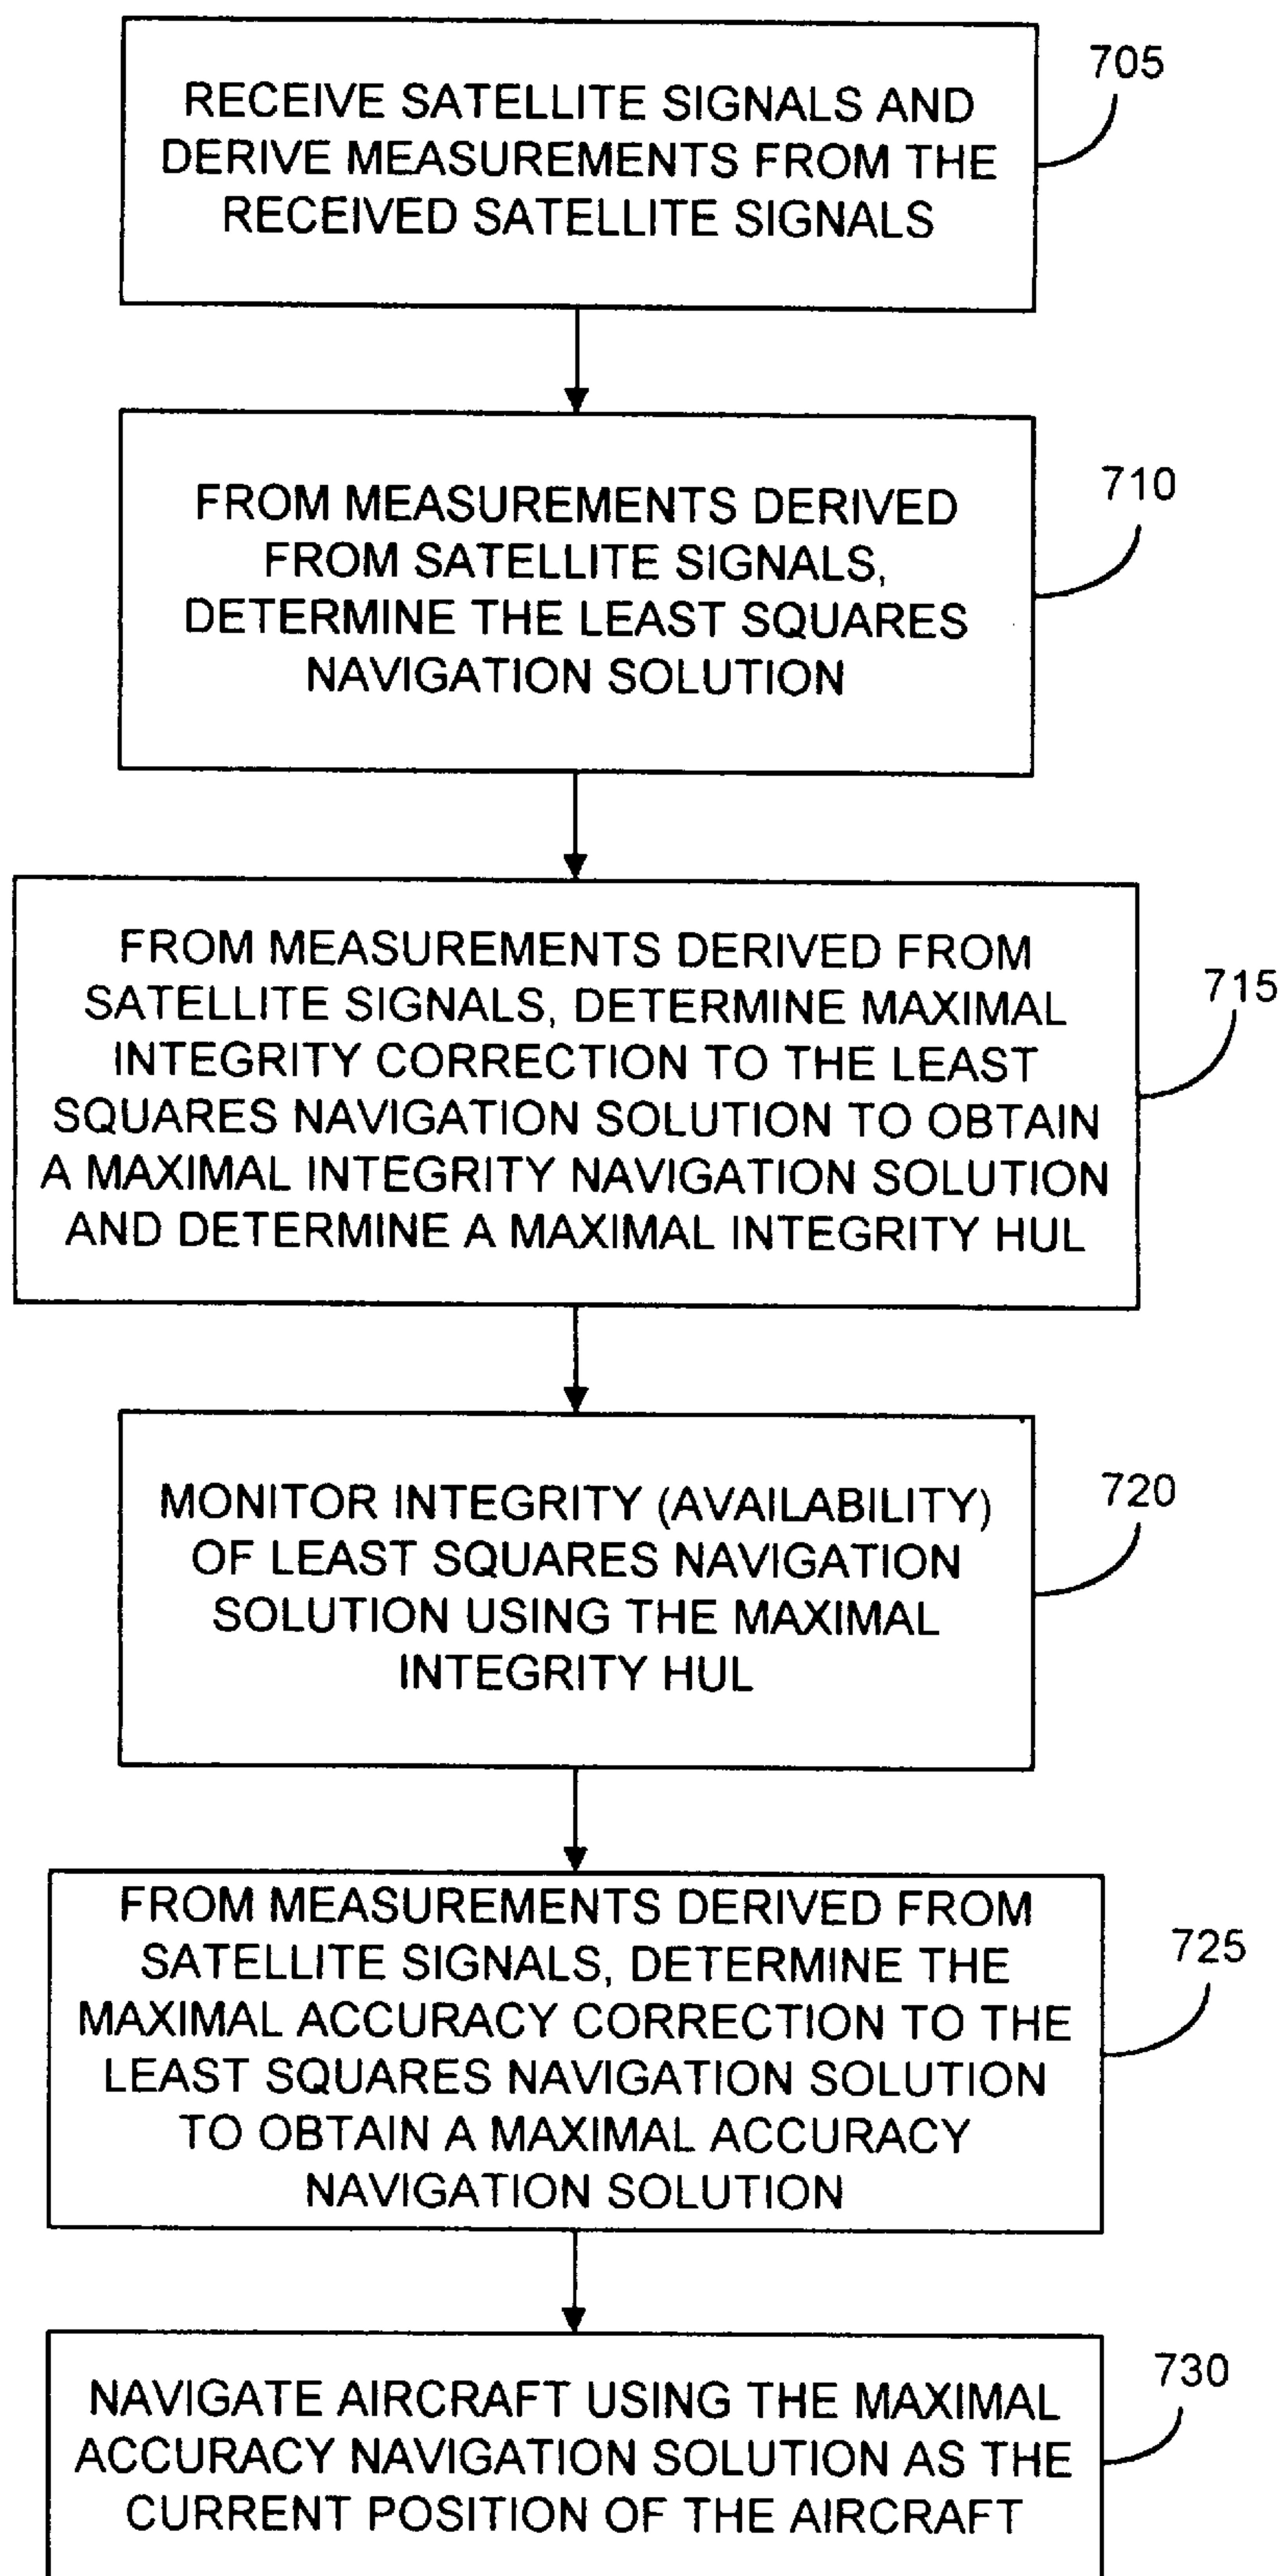 RECEIVE SATELLITE SIGNALS AND
DERIVE MEASUREMENTS FROM THE
RECEIVED SATELLITE SIGNALS
705
FROM MEASUREMENTS DERIVED
FROM SATELLITE SIGNALS,
DETERMINE THE LEAST SQUARES
NAVIGATION SOLUTION
710
FROM MEASUREMENTS DERIVED FROM
SATELLITE SIGNALS, DETERMINE MAXIMAL
INTEGRITY CORRECTION TO THE LEAST
SQUARES NAVIGATION SOLUTION TO OBTAIN
A MAXIMAL INTEGRITY NAVIGATION SOLUTION
AND DETERMINE A MAXIMAL INTEGRITY HUL
715
MONITOR INTEGRITY (AVAILABILITY)
OF LEAST SQUARES NAVIGATION
SOLUTION USING THE MAXIMAL
INTEGRITY HUL
720
FROM MEASUREMENTS DERIVED FROM
SATELLITE SIGNALS, DETERMINE THE
MAXIMAL ACCURACY CORRECTION TO THE
LEAST SQUARES NAVIGATION SOLUTION
TO OBTAIN A MAXIMAL ACCURACY
NAVIGATION SOLUTION
725
NAVIGATE AIRCRAFT USING THE MAXIMAL
ACCURACY NAVIGATION SOLUTION AS THE
CURRENT POSITION OF THE AIRCRAFT
730